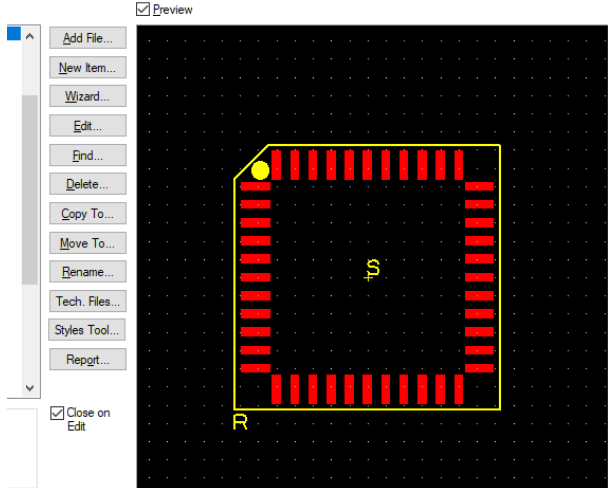 Preview
Add File...
New Item...
Wizard...
Edit...
Find...
Delete...
Copy To...
Move To...
Rename...
Tech. Files...
Styles Tool...
Report...
Close on
Edit
S
R